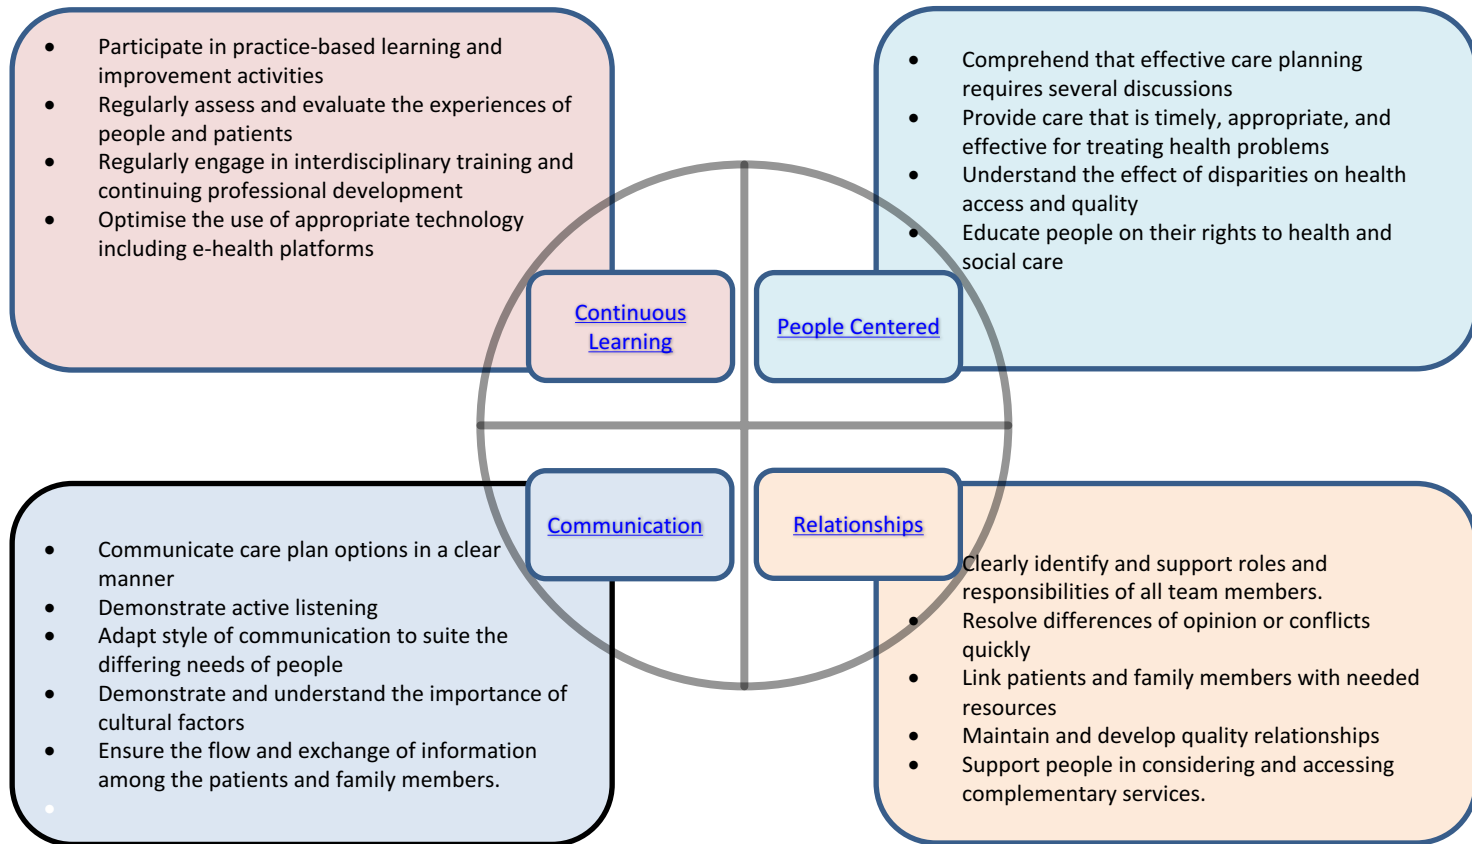 • Participate in practice-based learning and
improvement activities
• Regularly assess and evaluate the experiences of
people and patients
• Regularly engage in interdisciplinary training and
continuing professional development
• Optimise the use of appropriate technology
including e-health platforms
• Comprehend that effective care planning
requires several discussions
• Provide care that is timely, appropriate, and
effective for treating health problems
• Understand the effect of disparities on health
access and quality
• Educate people on their rights to health and
social care
Continuous
Learning
People Centered
Communication
Relationships
• Communicate care plan options in a clear
manner
• Demonstrate active listening
• Adapt style of communication to suite the
differing needs of people
• Demonstrate and understand the importance of
cultural factors
• Ensure the flow and exchange of information
among the patients and family members.
•
Clearly identify and support roles and
responsibilities of all team members.
• Resolve differences of opinion or conflicts
quickly
• Link patients and family members with needed
resources
• Maintain and develop quality relationships
• Support people in considering and accessing
complementary services.